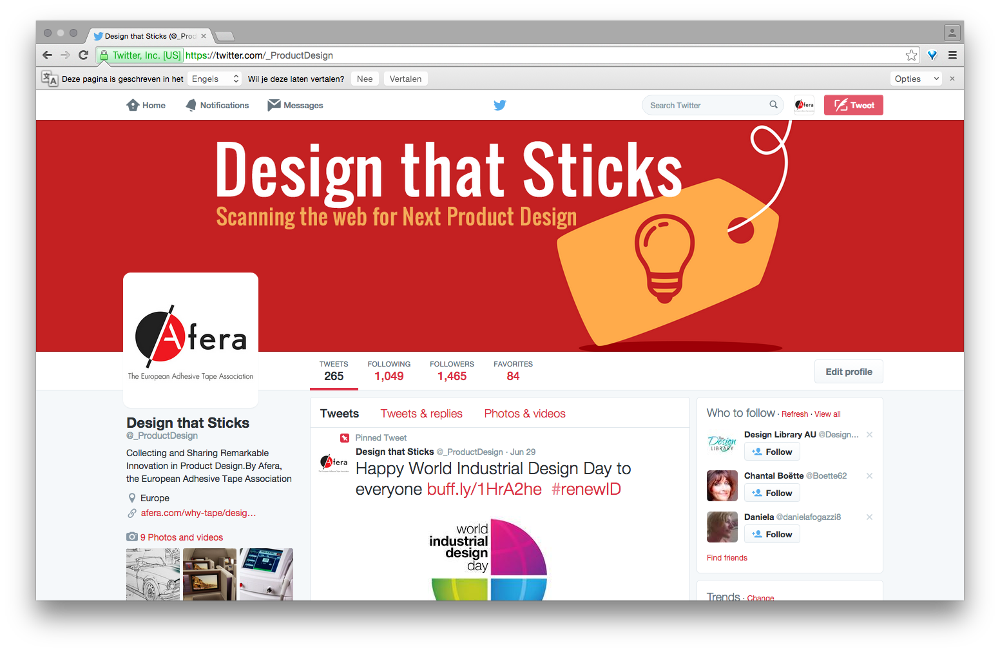 Design that Sticks (@_Prod
Twitter, Inc. [US] https://twitter.com/_ProductDesign
Deze pagina is geschreven in het Engels Wil je deze laten vertalen? Nee Vertalen Opties
Home Notifications Messages Search Twitter Afera Tweet
Design that Sticks
Scanning the web for Next Product Design
Afera
The European Adhesive Tape Association
TWEETS FOLLOWING FOLLOWERS FAVORITES
265 1,049 1,465 84
Edit profile
Design that Sticks
@_ProductDesign
Collecting and Sharing Remarkable
Innovation in Product Design.By Afera,
the European Adhesive Tape Association
Europe
afera.com/why-tape/desig...
9 Photos and videos
Tweets Tweets & replies Photos & videos
Pinned Tweet
Afera
Design that Sticks @_ProductDesign · Jun 29
Happy World Industrial Design Day to
everyone buff.ly/1HrA2he #renewID
world
industrial
design
day
Who to follow · Refresh · View all
The Design LIBRARY
Design Library AU @Design...
Follow
Chantal Boëtte @Boette62
Follow
Daniela @danielafogazzi8
Follow
Find friends
Trends · Change